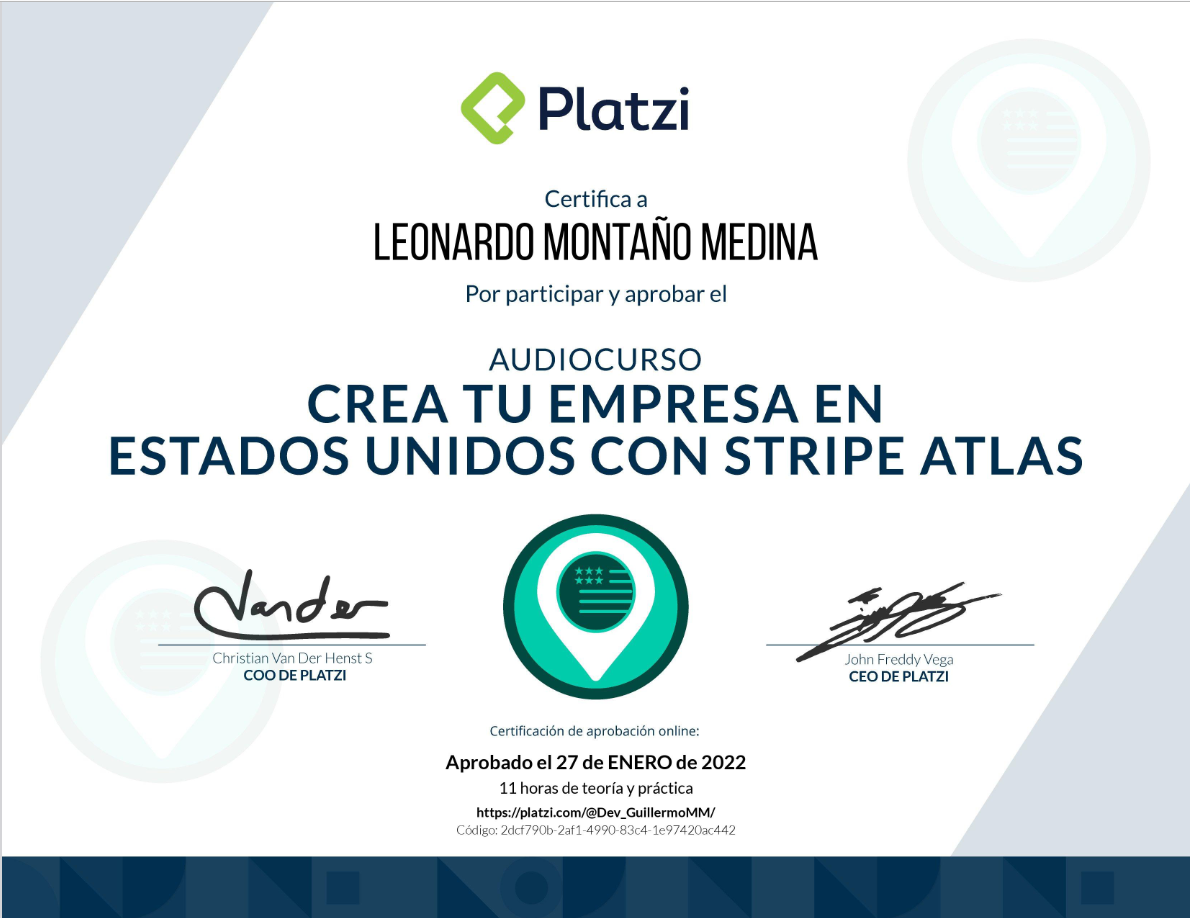 Platzi
Certifica a
LEONARDO MONTAÑO MEDINA
Por participar y aprobar el
AUDIOCURSO
CREA TU EMPRESA EN
ESTADOS UNIDOS CON STRIPE ATLAS
Vander
Christian Van Der Henst S
COO DE PLATZI
John Freddy Vega
CEO DE PLATZI
Certificación de aprobación online:
Aprobado el 27 de ENERO de 2022
11 horas de teoría y práctica
https://platzi.com/@Dev_GuillermoMM/
Código: 2dcf790b-2af1-4990-83c4-1e97420ac442